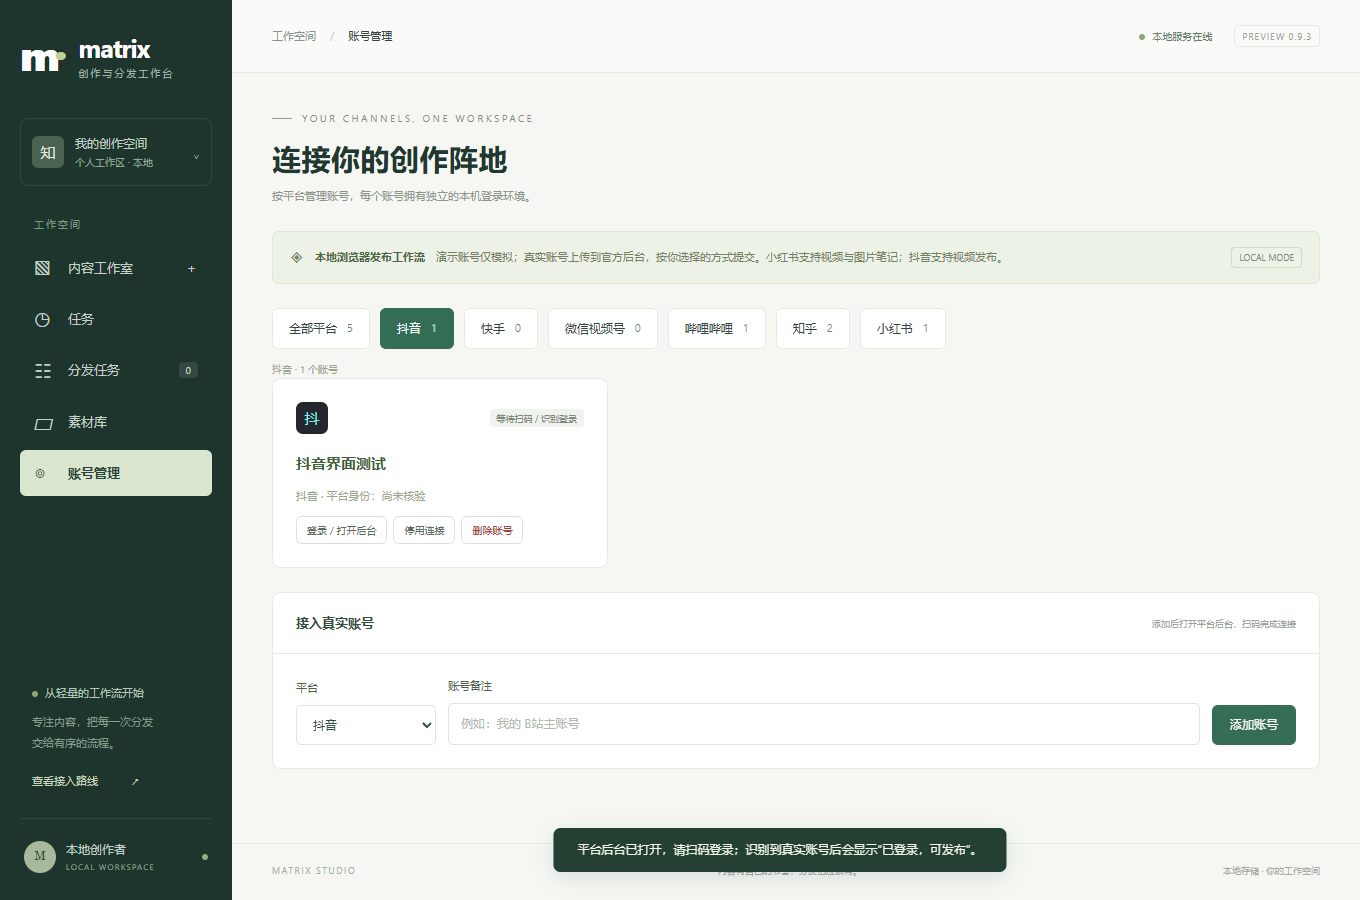 matrix
创作与分发工作台
知
我的创作空间
个人工作区 · 本地
工作空间
内容工作室 +
任务
分发任务 0
素材库
账号管理
从轻量的工作流开始
专注内容，把每一次分发
交给有序的流程。
查看接入路线 ↗
M
本地创作者
LOCAL WORKSPACE
工作空间 / 账号管理
本地服务在线
PREVIEW 0.9.3
YOUR CHANNELS, ONE WORKSPACE
连接你的创作阵地
按平台管理账号，每个账号拥有独立的本机登录环境。
本地浏览器发布工作流 演示账号仅模拟；真实账号上传到官方后台，按你选择的方式提交。小红书支持视频与图片笔记；抖音支持视频发布。
LOCAL MODE
全部平台 5 抖音 1 快手 0 微信视频号 0 哔哩哔哩 1 知乎 2 小红书 1
抖音 · 1 个账号
抖
等待扫码 / 识别登录
抖音界面测试
抖音 · 平台身份：尚未核验
登录 / 打开后台 停用连接 删除账号
接入真实账号
添加后打开平台后台，扫码完成连接
平台
账号备注
抖音
例如：我的 B站主账号
添加账号
平台后台已打开，请扫码登录；识别到真实账号后会显示“已登录，可发布”。
MATRIX STUDIO
本地存储 · 你的工作空间